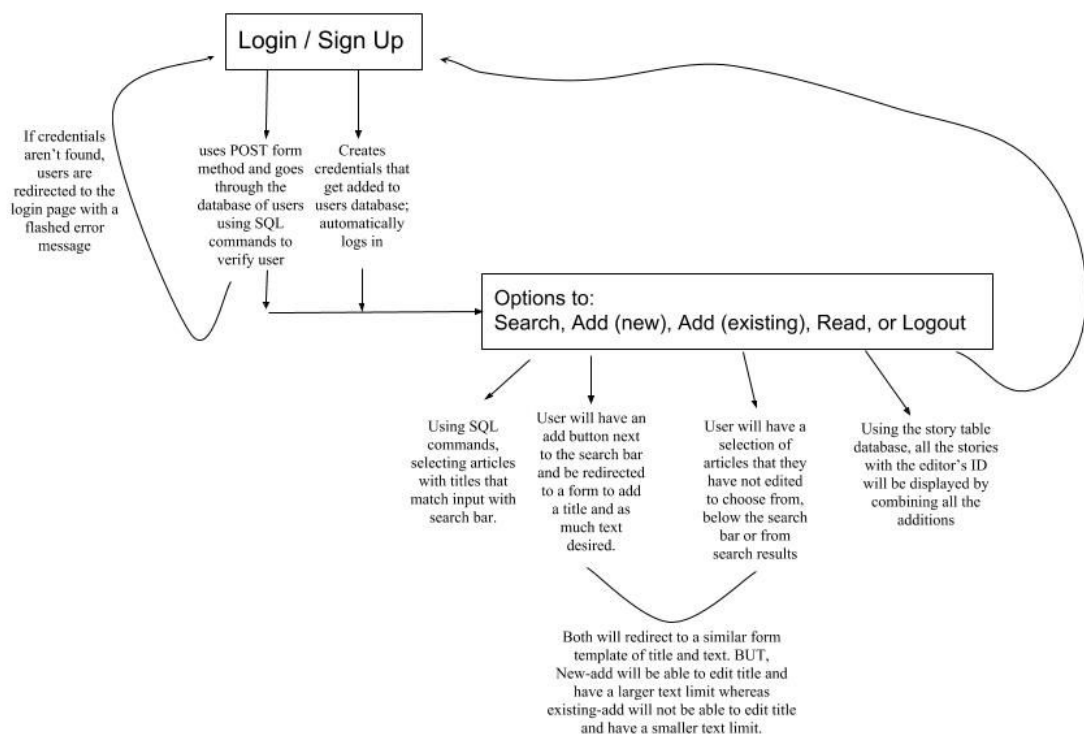 Login / Sign Up
If credentials
aren't found,
users are
redirected to the
login page with a
flashed error
message
uses POST form
method and goes
through the
database of users
using SQL
commands to
verify user
Creates
credentials that
get added to
users database;
automatically
logs in
Options to:
Search, Add (new), Add (existing), Read, or Logout
Using SQL
commands,
selecting articles
with titles that
match input with
search bar.
User will have an
add button next
to the search bar
and be redirected
to a form to add
a title and as
much text
desired.
User will have a
selection of
articles that they
have not edited
to choose from,
below the search
bar or from
search results
Using the story table
database, all the stories
with the editor's ID
will be displayed by
combining all the
additions
Both will redirect to a similar form
template of title and text. BUT,
New-add will be able to edit title and
have a larger text limit whereas
existing-add will not be able to edit title
and have a smaller text limit.